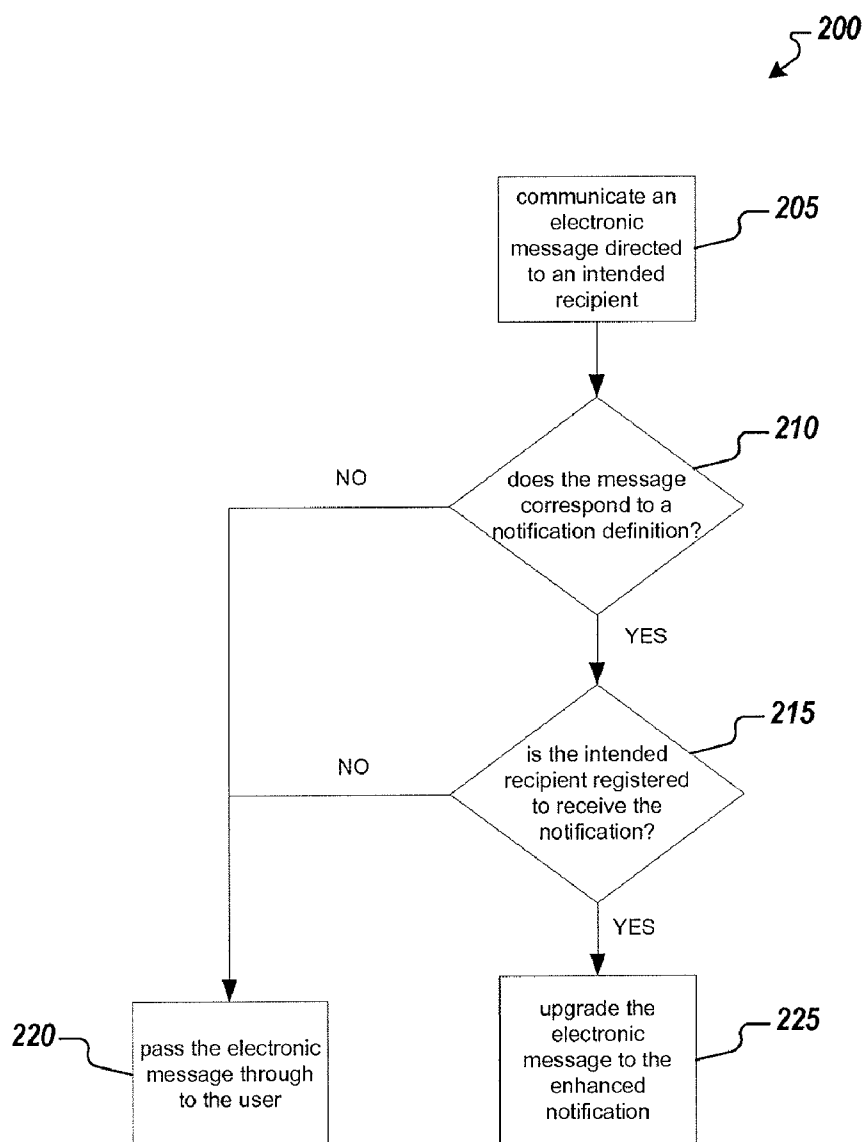 200
communicate an
electronic
message directed
to an intended
recipient
205
210
NO
does the message
correspond to a
notification definition?
YES
215
NO
is the intended
recipient registered
to receive the
notification?
YES
220
pass the electronic
message through
to the user
upgrade the
electronic
message to the
enhanced
notification
225